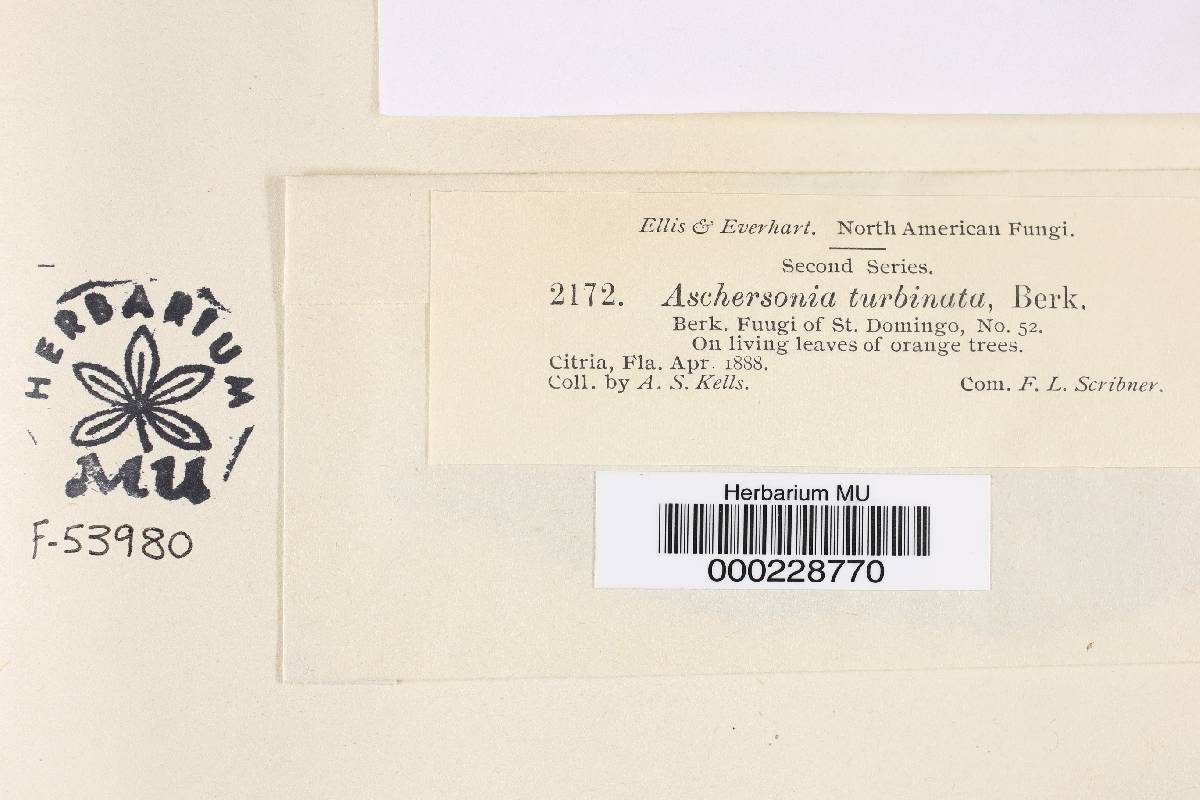 Ellis & Everhart. North American Fungi.
Second Series.
2172. Aschersonia turbinata, Berk.
Berk. Fuugi of St. Domingo, No. 52.
On living leaves of orange trees.
Citria, Fla. Apr. 1888.
Coll. by A. S. Kells. Com. F. L. Scribner.
HERBARIUM
MU
F-53980
Herbarium MU
000228770